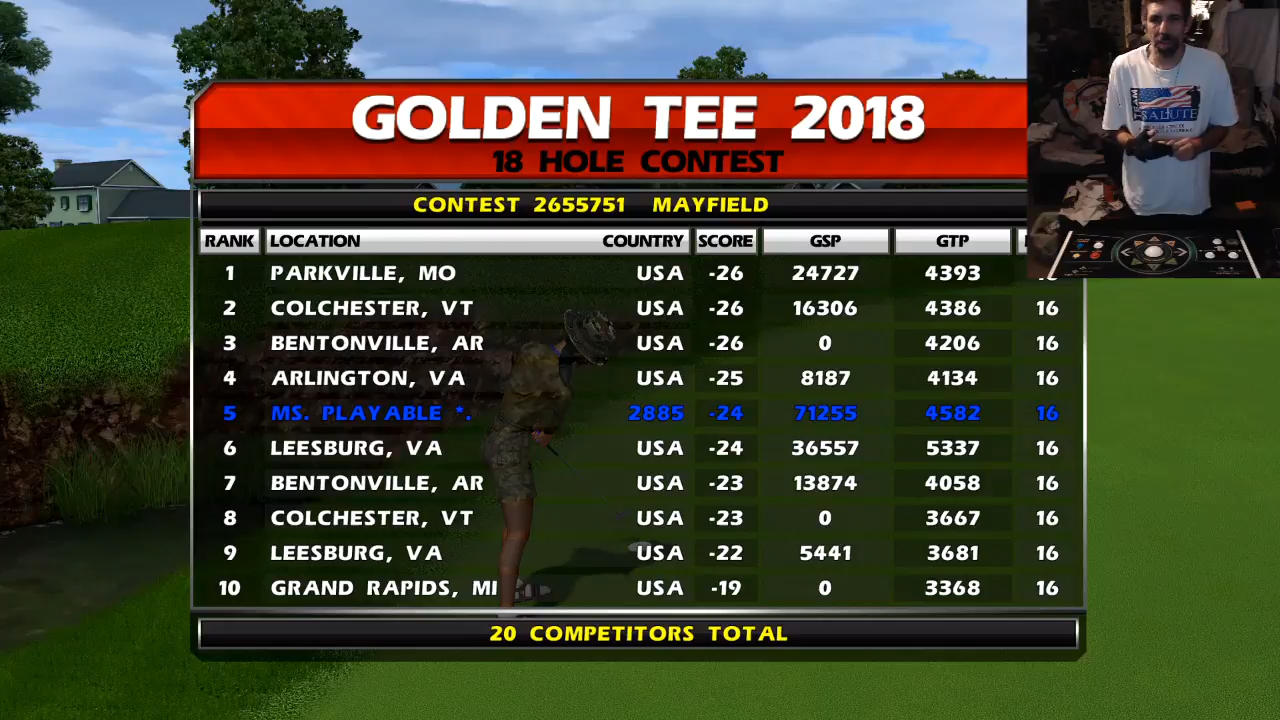 GOLDEN TEE 2018
18 HOLE CONTEST
CONTEST 2655751 MAYFIELD
RANK LOCATION COUNTRY SCORE GSP GTP
1 PARKVILLE, MO USA -26 24727 4393
2 COLCHESTER, VT USA -26 16306 4386 16
3 BENTONVILLE, AR USA -26 0 4206 16
4 ARLINGTON, VA USA -25 8187 4134 16
5 MS. PLAYABLE *. 2885 -24 71255 4582 16
6 LEESBURG, VA USA -24 36557 5337 16
7 BENTONVILLE, AR USA -23 13874 4058 16
8 COLCHESTER, VT USA -23 0 3667 16
9 LEESBURG, VA USA -22 5441 3681 16
10 GRAND RAPIDS, MI USA -19 0 3368 16
20 COMPETITORS TOTAL
TEAM
SALUTE